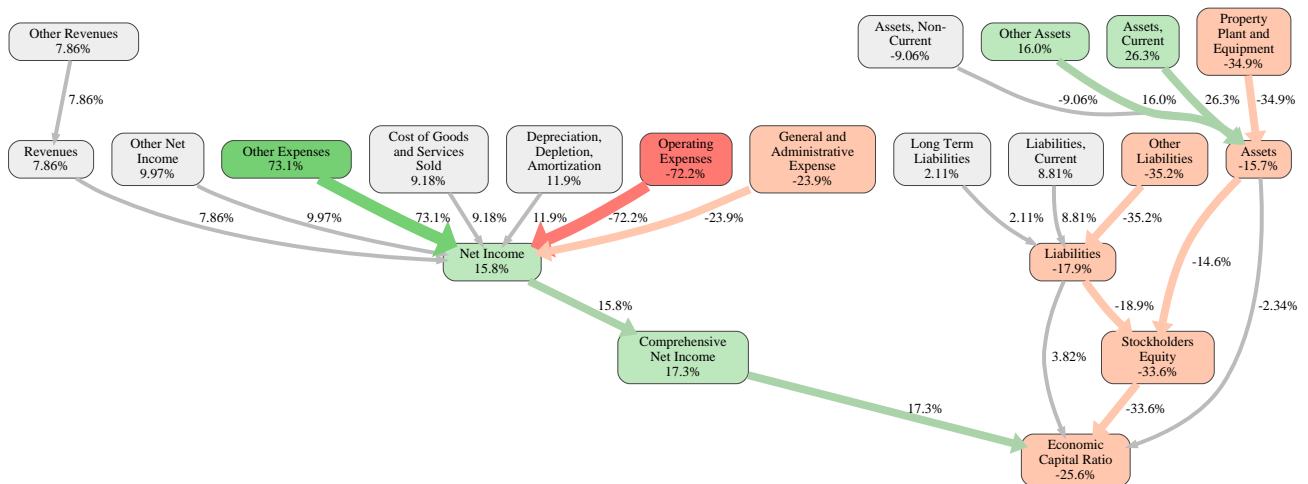 Other Revenues
7.86%
Assets, Non-
Current
-9.06%
Other Assets
16.0%
Assets,
Current
26.3%
Property
Plant and
Equipment
-34.9%
7.86%
-9.06%
16.0%
26.3%
-34.9%
Revenues
7.86%
Other Net
Income
9.97%
Other Expenses
73.1%
Cost of Goods
and Services
Sold
9.18%
Depreciation,
Depletion,
Amortization
11.9%
Operating
Expenses
-72.2%
General and
Administrative
Expense
-23.9%
Long Term
Liabilities
2.11%
Liabilities,
Current
8.81%
Other
Liabilities
-35.2%
Assets
-15.7%
7.86%
9.97%
73.1%
9.18%
11.9%
-72.2%
-23.9%
2.11%
8.81%
-35.2%
Net Income
15.8%
Liabilities
-17.9%
-14.6%
15.8%
-18.9%
-2.34%
Comprehensive
Net Income
17.3%
3.82%
Stockholders
Equity
-33.6%
17.3%
-33.6%
Economic
Capital Ratio
-25.6%